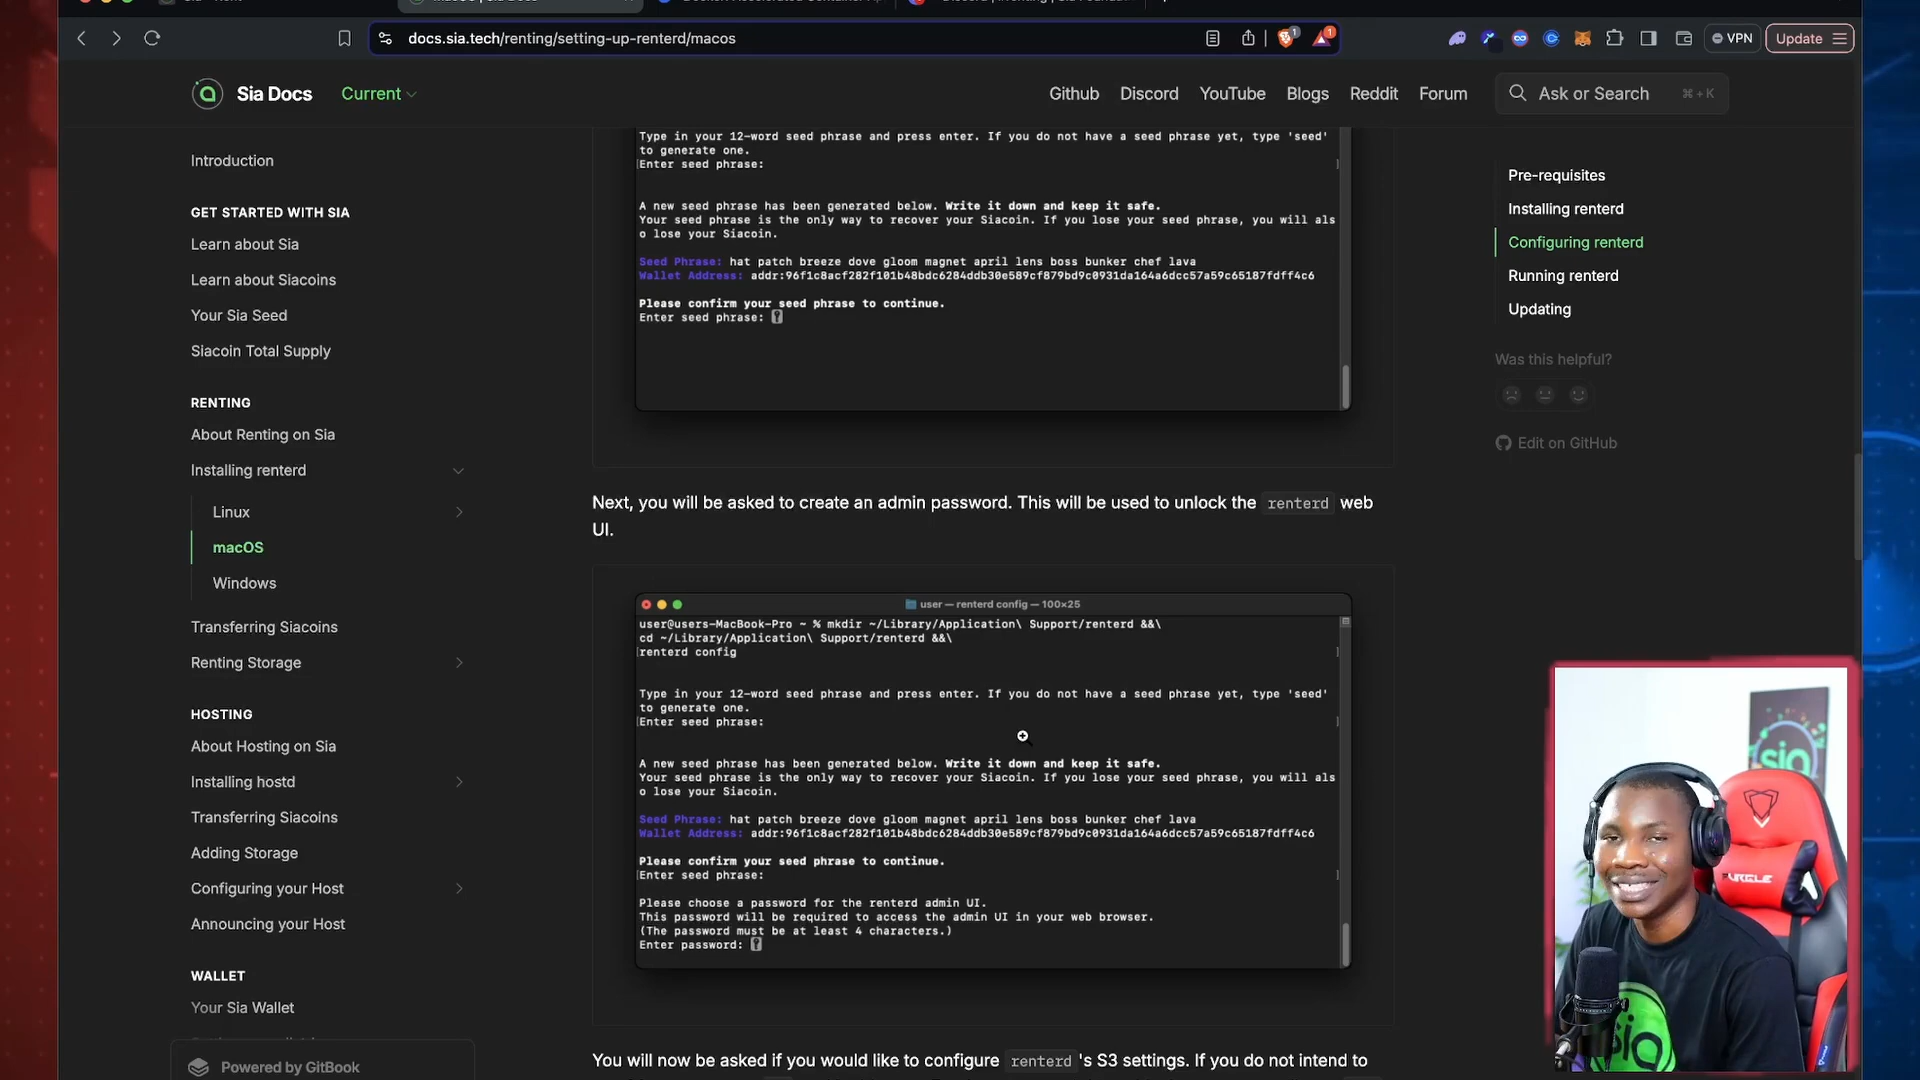 docs.sia.tech/renting/setting-up-renterd/macos
1
1
VPN
Update
Sia Docs
Current
Github
Discord
YouTube
Blogs
Reddit
Forum
Ask or Search
⌘ + K
Introduction
GET STARTED WITH SIA
Learn about Sia
Learn about Siacoins
Your Sia Seed
Siacoin Total Supply
RENTING
About Renting on Sia
Installing renterd
Linux
macOS
Windows
Transferring Siacoins
Renting Storage
HOSTING
About Hosting on Sia
Installing hostd
Transferring Siacoins
Adding Storage
Configuring your Host
Announcing your Host
WALLET
Your Sia Wallet
Powered by GitBook
Type in your 12-word seed phrase and press enter. If you do not have a seed phrase yet, type 'seed'
to generate one.
Enter seed phrase:
A new seed phrase has been generated below. Write it down and keep it safe.
Your seed phrase is the only way to recover your Siacoin. If you lose your seed phrase, you will als
o lose your Siacoin.
Seed Phrase: hat patch breeze dove gloom magnet april lens boss bunker chef lava
Wallet Address: addr:96f1c8acf282f101b48bdc6284ddb30e589cf879bd9c0931da164a6dcc57a59c65187fdff4c6
Please confirm your seed phrase to continue.
Enter seed phrase:
Next, you will be asked to create an admin password. This will be used to unlock the renterd web
UI.
user — renterd config — 100×25
user@users-MacBook-Pro ~ % mkdir ~/Library/Application\ Support/renterd &&\
cd ~/Library/Application\ Support/renterd &&\
renterd config
Type in your 12-word seed phrase and press enter. If you do not have a seed phrase yet, type 'seed'
to generate one.
Enter seed phrase:
A new seed phrase has been generated below. Write it down and keep it safe.
Your seed phrase is the only way to recover your Siacoin. If you lose your seed phrase, you will als
o lose your Siacoin.
Seed Phrase: hat patch breeze dove gloom magnet april lens boss bunker chef lava
Wallet Address: addr:96f1c8acf282f101b48bdc6284ddb30e589cf879bd9c0931da164a6dcc57a59c65187fdff4c6
Please confirm your seed phrase to continue.
Enter seed phrase:
Please choose a password for the renterd admin UI.
This password will be required to access the admin UI in your web browser.
(The password must be at least 4 characters.)
Enter password:
You will now be asked if you would like to configure renterd 's S3 settings. If you do not intend to
Pre-requisites
Installing renterd
Configuring renterd
Running renterd
Updating
Was this helpful?
Edit on GitHub
sia
sia